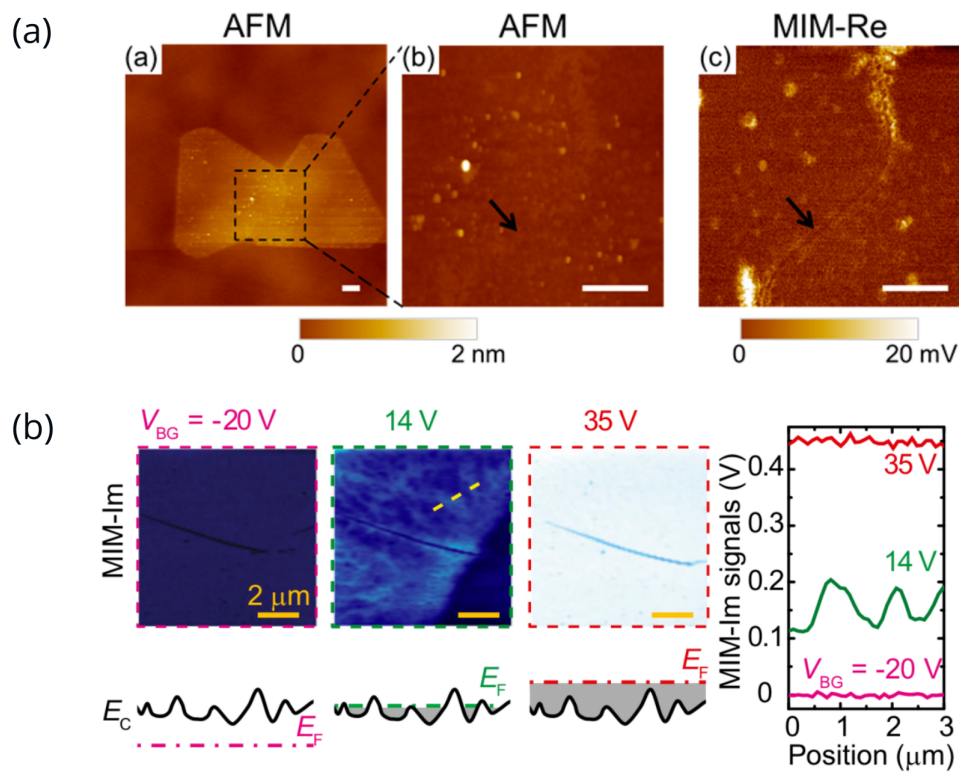 (a)
AFM
AFM
MIM-Re
(a)
(b)
(c)
0
2 nm
0
20 mV
(b)
V_BG = -20 V
14 V
35 V
MIM-Im
2 μm
E_C
E_F
E_F
E_F
MIM-Im signals (V)
0.4
0.3
0.2
0.1
0
35 V
14 V
V_BG = -20 V
0
1
2
3
Position (μm)